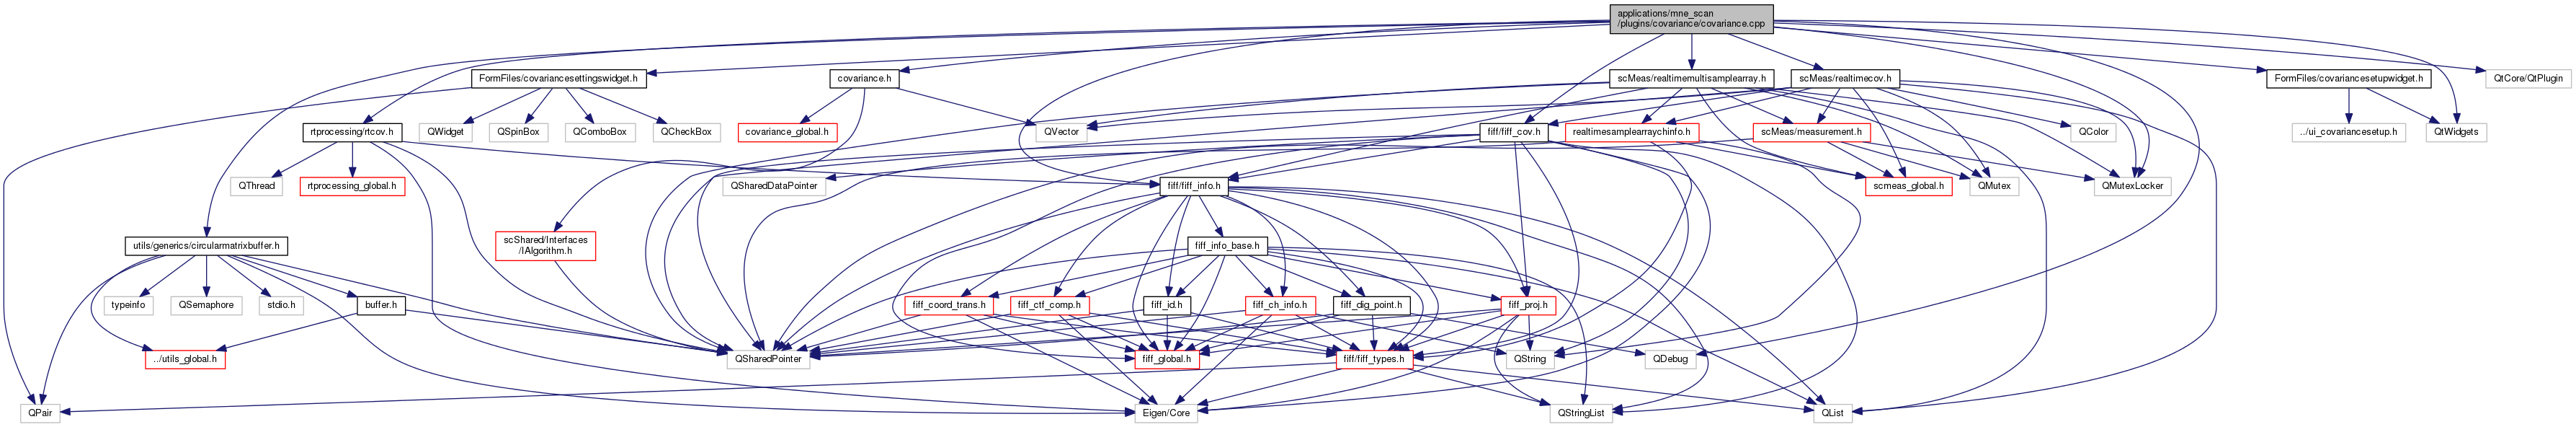 applications/mne_scan
/plugins/covariance/covariance.cpp
FormFiles/covariancesettingswidget.h
covariance.h
scMeas/realtimemultisamplearray.h
scMeas/realtimecov.h
FormFiles/covariancesetupwidget.h
QtCore/QtPlugin
rtprocessing/rtcov.h
QWidget
QSpinBox
QComboBox
QCheckBox
covariance_global.h
QVector
fiff/fiff_cov.h
realtimesamplearraychinfo.h
scMeas/measurement.h
QColor
../ui_covariancesetup.h
QtWidgets
QThread
rtprocessing_global.h
QSharedDataPointer
fiff/fiff_info.h
scmeas_global.h
QMutex
QMutexLocker
utils/generics/circularmatrixbuffer.h
scShared/Interfaces
/IAlgorithm.h
fiff_info_base.h
typeinfo
QSemaphore
stdio.h
buffer.h
fiff_coord_trans.h
fiff_ctf_comp.h
fiff_id.h
fiff_ch_info.h
fiff_dig_point.h
fiff_proj.h
../utils_global.h
QSharedPointer
fiff_global.h
fiff/fiff_types.h
QString
QDebug
QPair
Eigen/Core
QStringList
QList